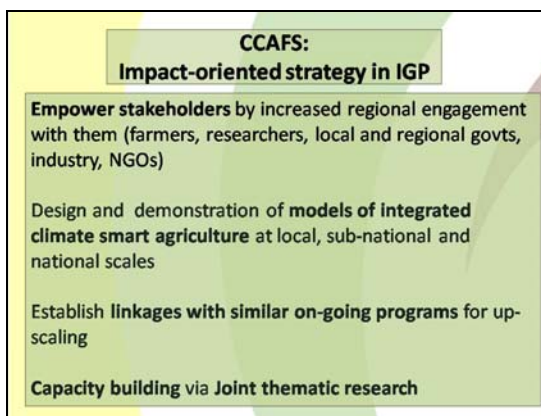 CCAFS:
Impact-oriented strategy in IGP
Empower stakeholders by increased regional engagement
with them (farmers, researchers, local and regional govts,
industry, NGOs)
Design and demonstration of models of integrated
climate smart agriculture at local, sub-national and
national scales
Establish linkages with similar on-going programs for up-
scaling
Capacity building via Joint thematic research